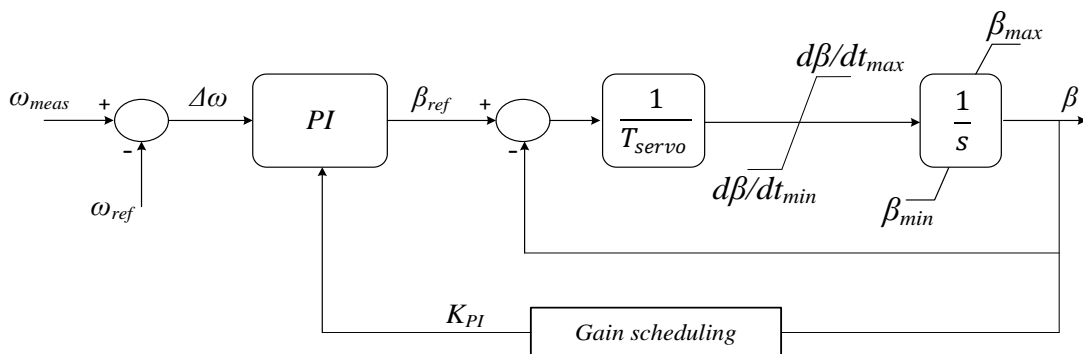 ω_meas
+
-
ω_ref
Δω
PI
β_ref
+
-
1
T_servo
dβ/dt_max
dβ/dt_min
β_max
1
s
β_min
β
K_PI
Gain scheduling